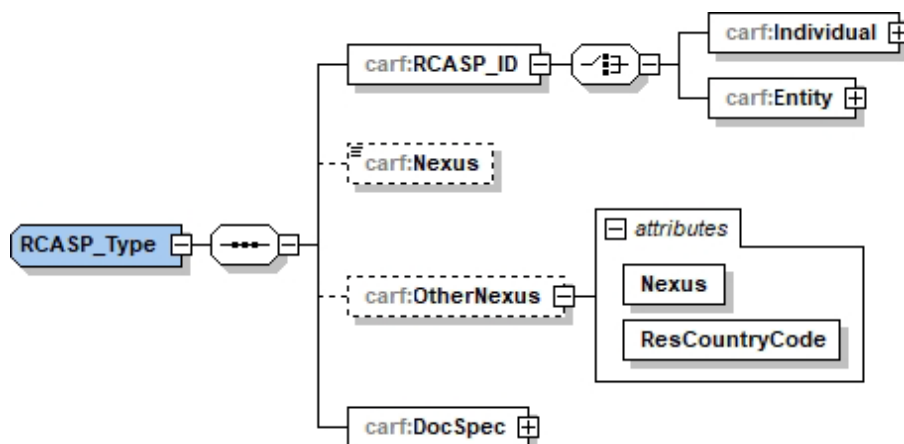 carf:Individual
carf:RCASP_ID
carf:Entity
carf:Nexus
RCASP_Type
attributes
carf:OtherNexus
Nexus
ResCountryCode
carf:DocSpec